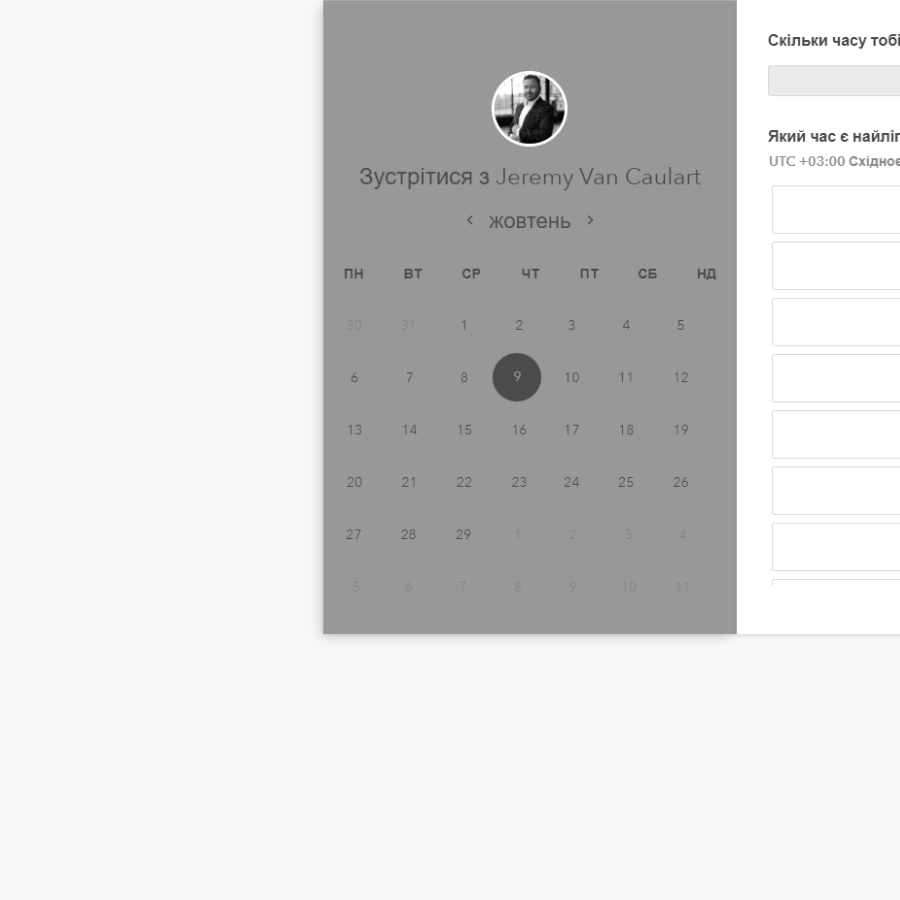 Зустрітися з Jeremy Van Caulart
‹ жовтень ›
ПН ВТ СР ЧТ ПТ СБ НД
30 31 1 2 3 4 5
6 7 8 9 10 11 12
13 14 15 16 17 18 19
20 21 22 23 24 25 26
27 28 29 1 2 3 4
5 6 7 8 9 10 11
Скільки часу тобі
Який час є найліп
UTC +03:00 Східноє